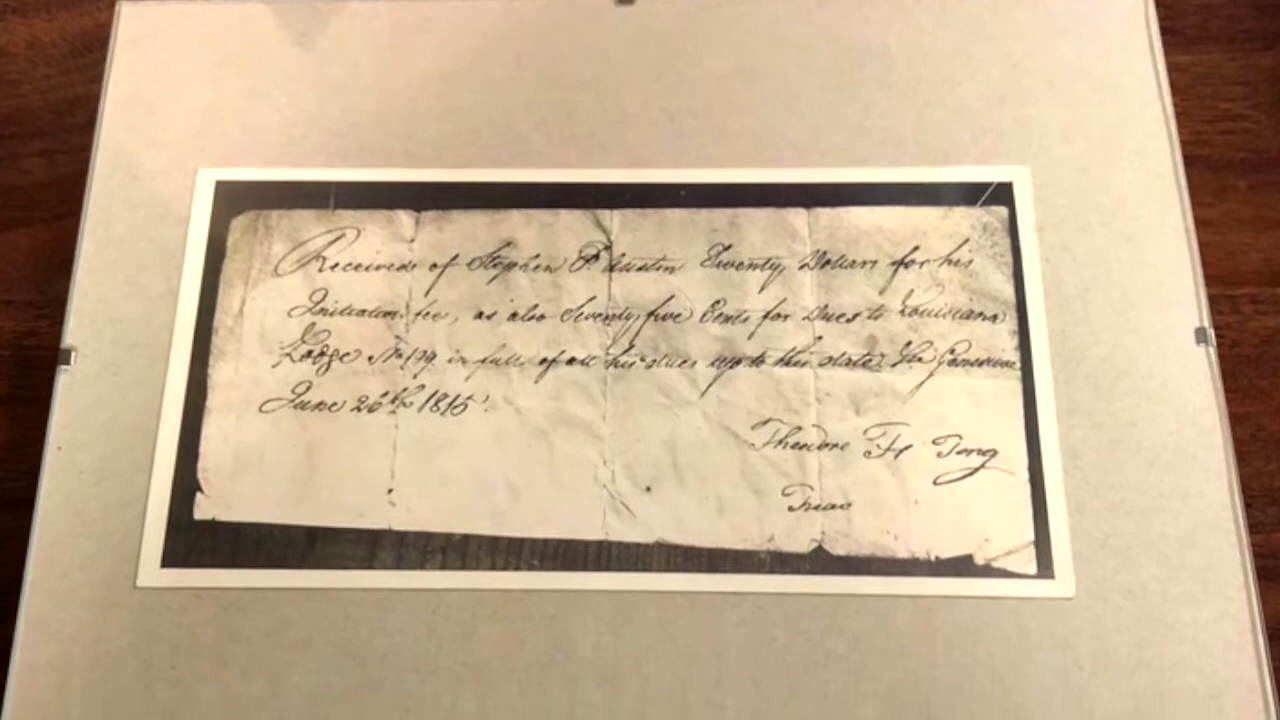 Received of Stephen F. Austin Twenty Dollars for his
Initiation fee, as also Seventy five Cents for Dues to Louisiana
Lodge No 109. in full of all his dues up to this date. Ste Genevieve
June 26th 1815.
Theodore F. Tong
Treas